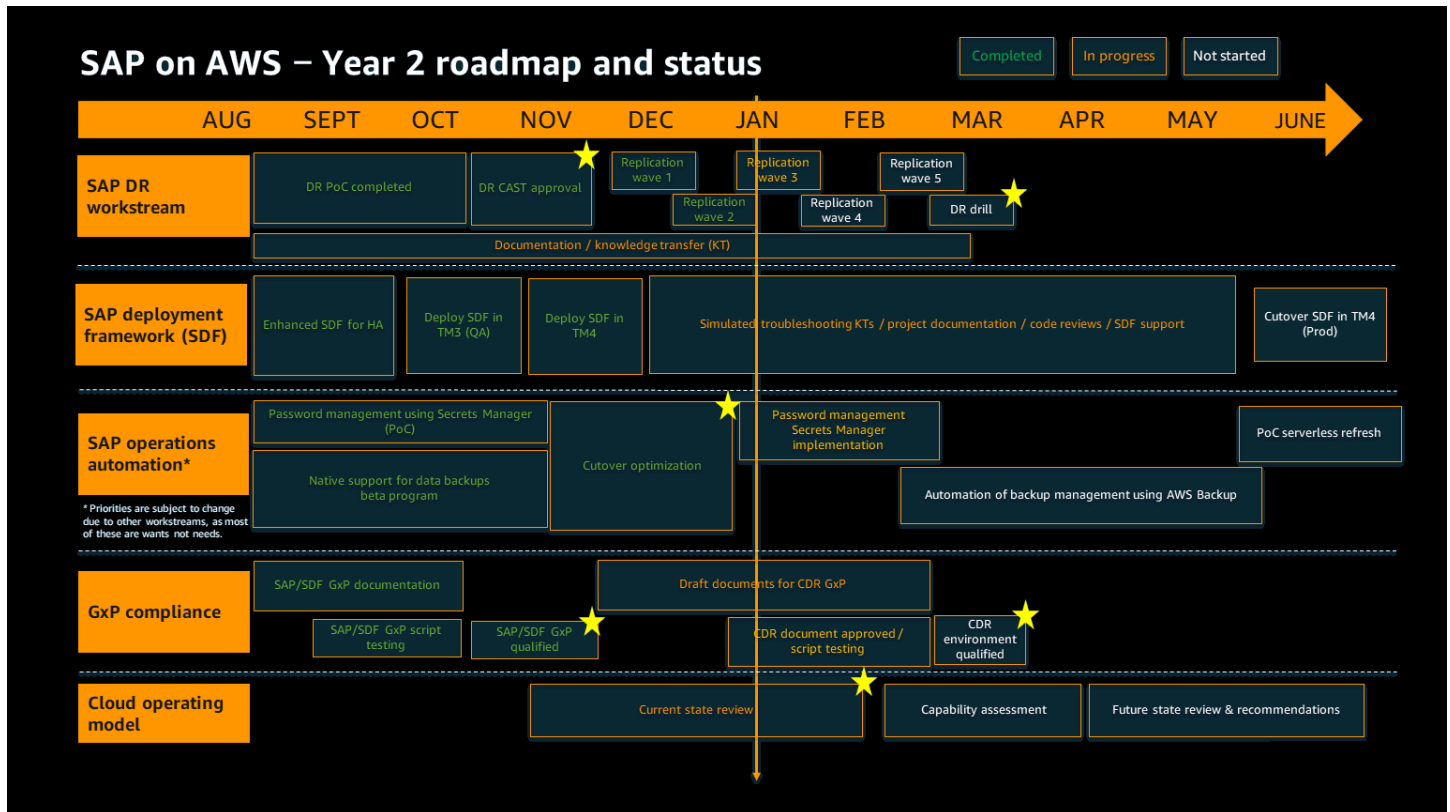 SAP on AWS – Year 2 roadmap and status
Completed
In progress
Not started
AUG SEPT OCT NOV DEC JAN FEB MAR APR MAY JUNE
SAP DR
workstream
DR PoC completed
DR CAST approval
Replication
wave 1
Replication
wave 2
Replication
wave 3
Replication
wave 4
Replication
wave 5
DR drill
Documentation / knowledge transfer (KT)
SAP deployment
framework (SDF)
Enhanced SDF for HA
Deploy SDF in
TM3 (QA)
Deploy SDF in
TM4
Simulated troubleshooting KTs / project documentation / code reviews / SDF support
Cutover SDF in TM4
(Prod)
SAP operations
automation*
* Priorities are subject to change
due to other workstreams, as most
of these are wants not needs.
Password management using Secrets Manager
(PoC)
Native support for data backups
beta program
Cutover optimization
Password management
Secrets Manager
implementation
Automation of backup management using AWS Backup
PoC serverless refresh
GxP compliance
SAP/SDF GxP documentation
SAP/SDF GxP script
testing
SAP/SDF GxP
qualified
Draft documents for CDR GxP
CDR document approved /
script testing
CDR
environment
qualified
Cloud operating
model
Current state review
Capability assessment
Future state review & recommendations